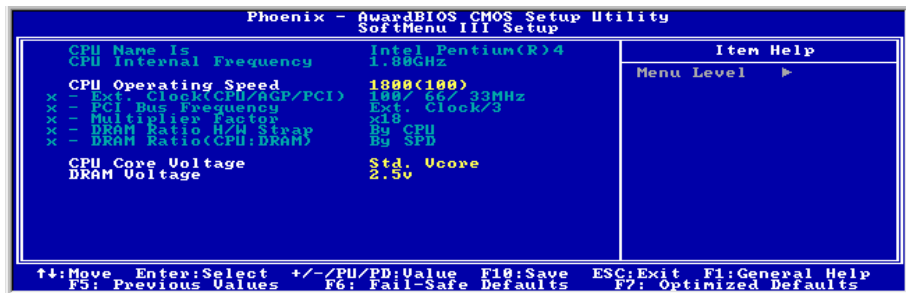 Phoenix - AwardBIOS CMOS Setup Utility
SoftMenu III Setup
CPU Name Is Intel Pentium(R)4
CPU Internal Frequency 1.80GHz
CPU Operating Speed 1800(100)
x - Ext. Clock(CPU/AGP/PCI) 100/ 66/ 33MHz
x - PCI Bus Frequency Ext. Clock/3
x - Multiplier Factor x18
x - DRAM Ratio H/W Strap By CPU
x - DRAM Ratio(CPU:DRAM) By SPD
CPU Core Voltage Std. Vcore
DRAM Voltage 2.5v
Item Help
Menu Level ►
↑↓:Move Enter:Select +/-/PU/PD:Value F10:Save ESC:Exit F1:General Help
F5: Previous Values F6: Fail-Safe Defaults F7: Optimized Defaults